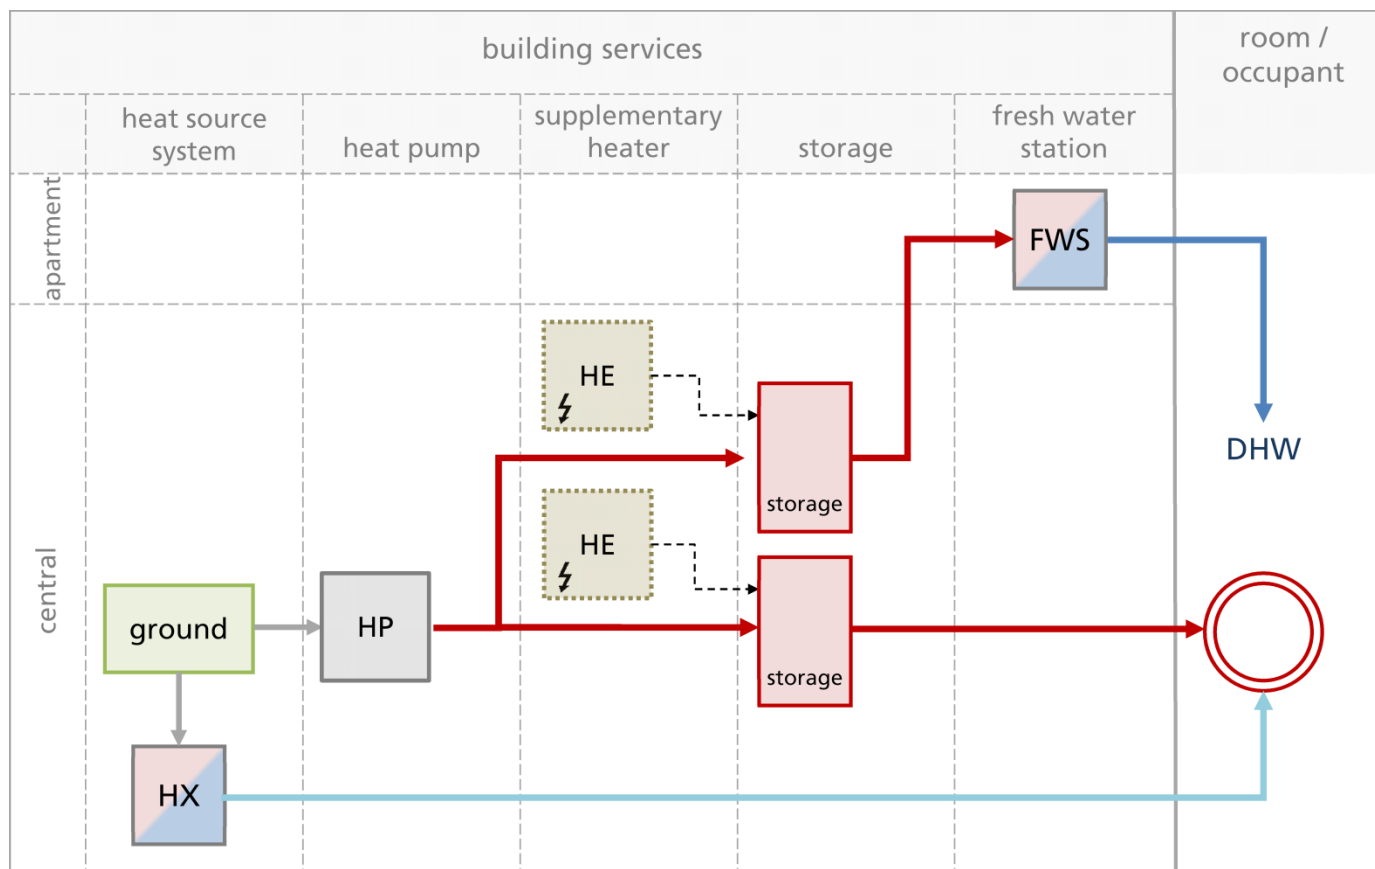 building services
room /
occupant
heat source
system
heat pump
supplementary
heater
storage
fresh water
station
apartment
FWS
HE
storage
DHW
central
HE
ground
HP
storage
HX